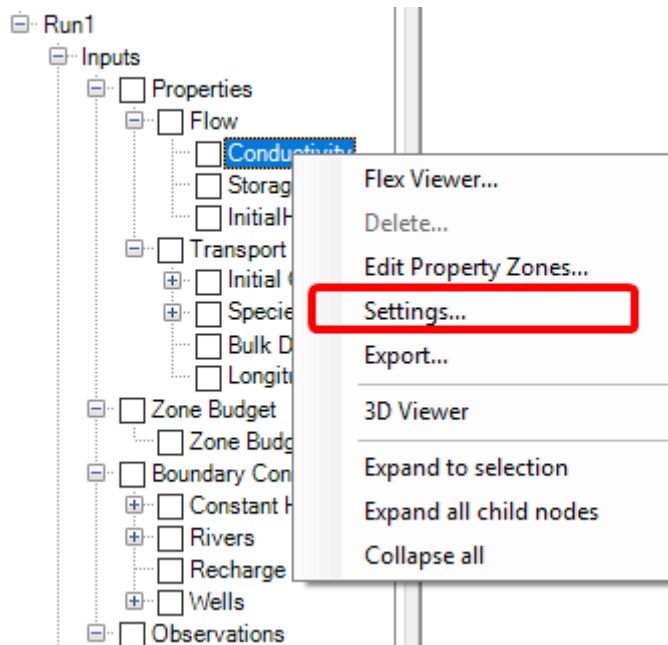 Run1
Inputs
Properties
Flow
Conductivity
Flex Viewer...
Storag
Delete...
InitialH
Edit Property Zones...
Transport
Initial
Settings...
Specie
Bulk D
Export...
Longit
Zone Budget
3D Viewer
Zone Budg
Boundary Con
Expand to selection
Constant H
Expand all child nodes
Rivers
Recharge
Collapse all
Wells
Observations